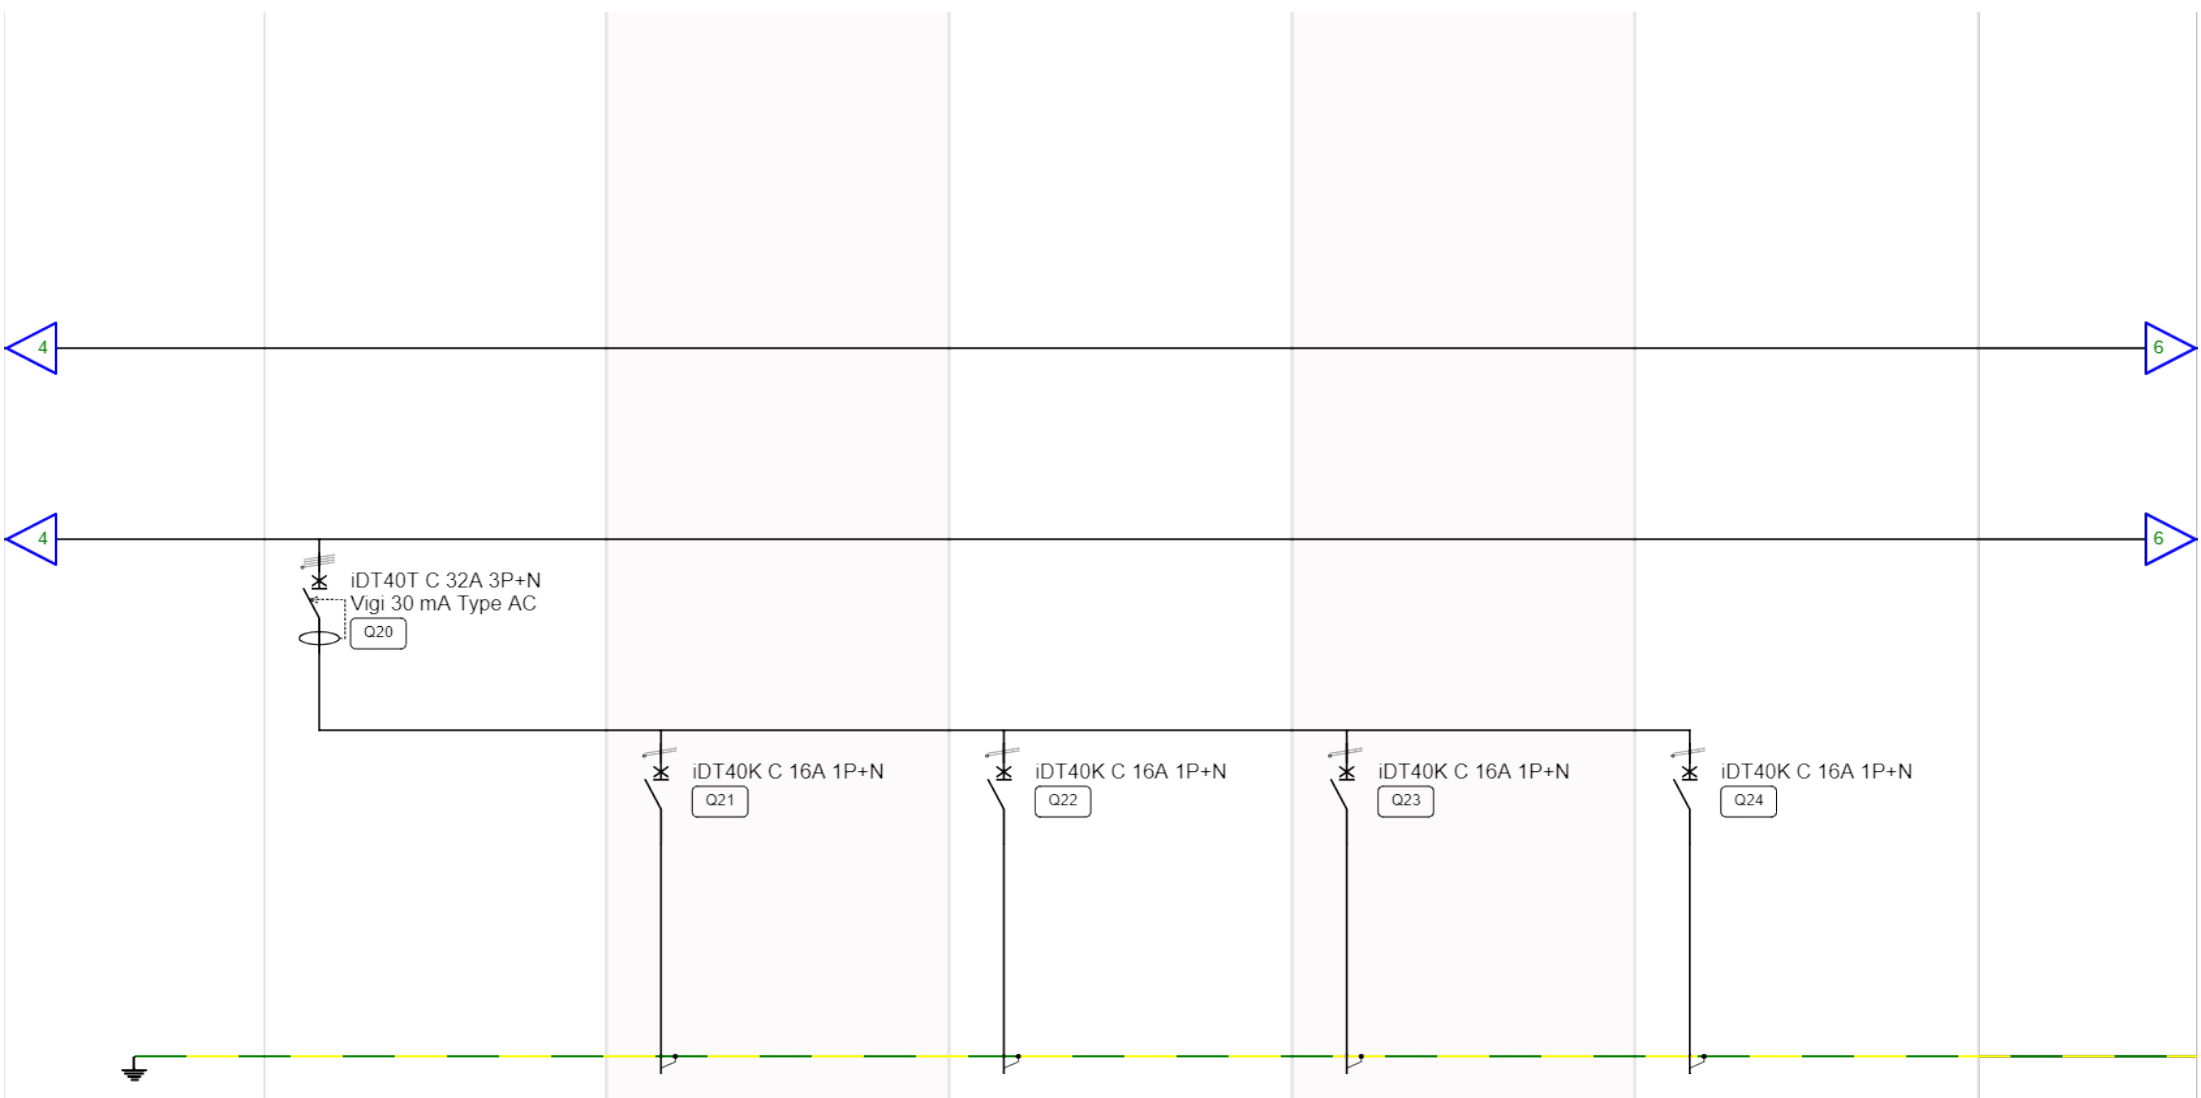 4
6
4
6
iDT40T C 32A 3P+N
Vigi 30 mA Type AC
Q20
iDT40K C 16A 1P+N
Q21
iDT40K C 16A 1P+N
Q22
iDT40K C 16A 1P+N
Q23
iDT40K C 16A 1P+N
Q24